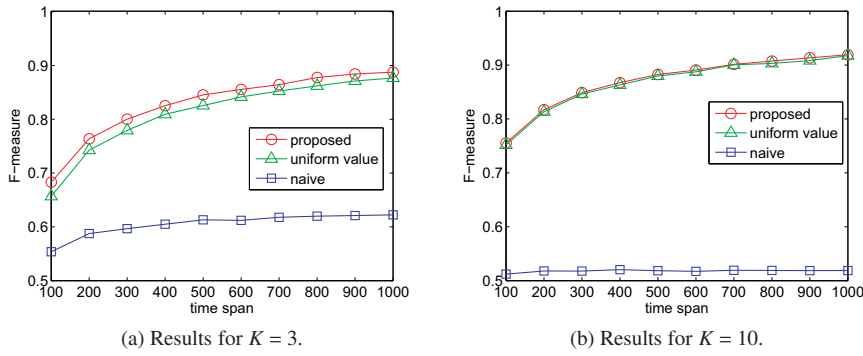 1
0.9
0.8
0.7
0.6
0.5
F-measure
proposed
uniform value
naive
100 200 300 400 500 600 700 800 900 1000
time span
(a) Results for K = 3.
1
0.9
0.8
0.7
0.6
0.5
F-measure
proposed
uniform value
naive
100 200 300 400 500 600 700 800 900 1000
time span
(b) Results for K = 10.